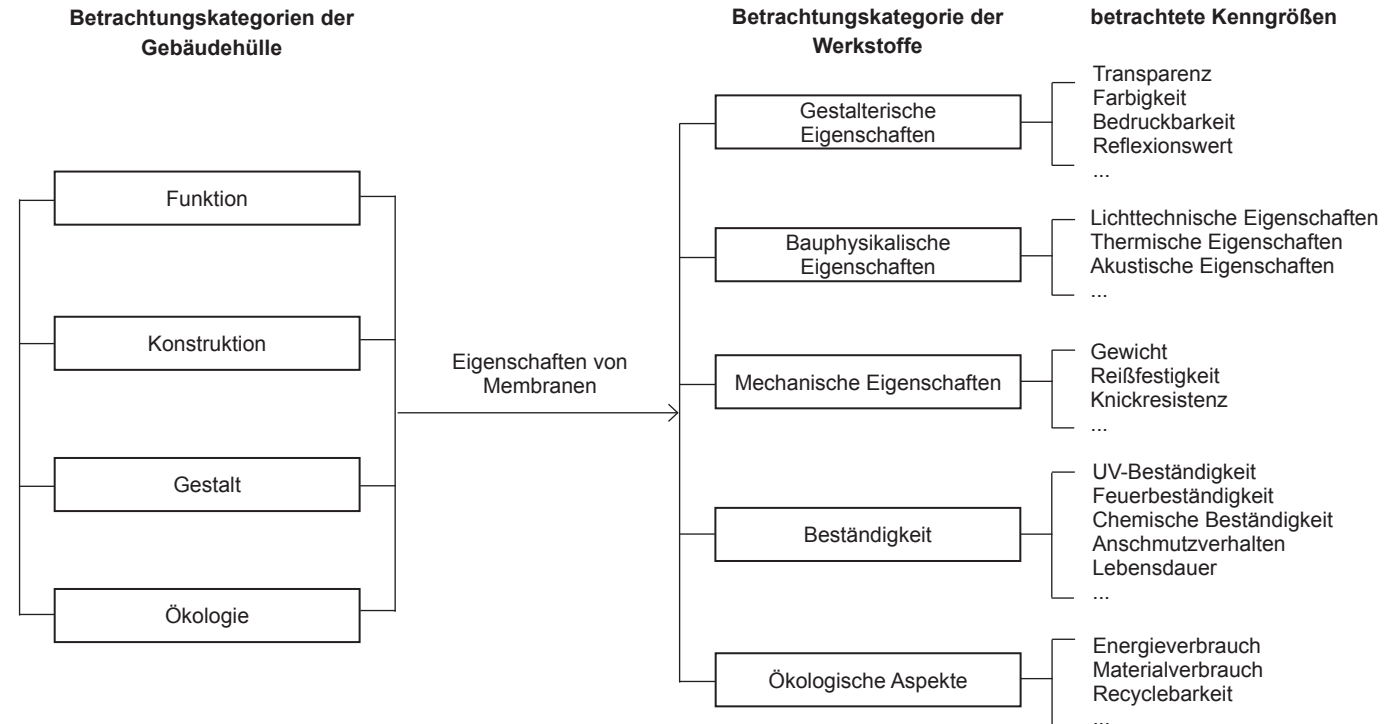 Betrachtungskategorien der
Gebäudehülle
Funktion
Konstruktion
Gestalt
Ökologie
Eigenschaften von
Membranen
Betrachtungskategorie der
Werkstoffe
betrachtete Kenngrößen
Gestalterische
Eigenschaften
Transparenz
Farbigkeit
Bedruckbarkeit
Reflexionswert
...
Bauphysikalische
Eigenschaften
Lichttechnische Eigenschaften
Thermische Eigenschaften
Akustische Eigenschaften
...
Mechanische Eigenschaften
Gewicht
Reißfestigkeit
Knickresistenz
...
Beständigkeit
UV-Beständigkeit
Feuerbeständigkeit
Chemische Beständigkeit
Anschmutzverhalten
Lebensdauer
...
Ökologische Aspekte
Energieverbrauch
Materialverbrauch
Recyclebarkeit
...